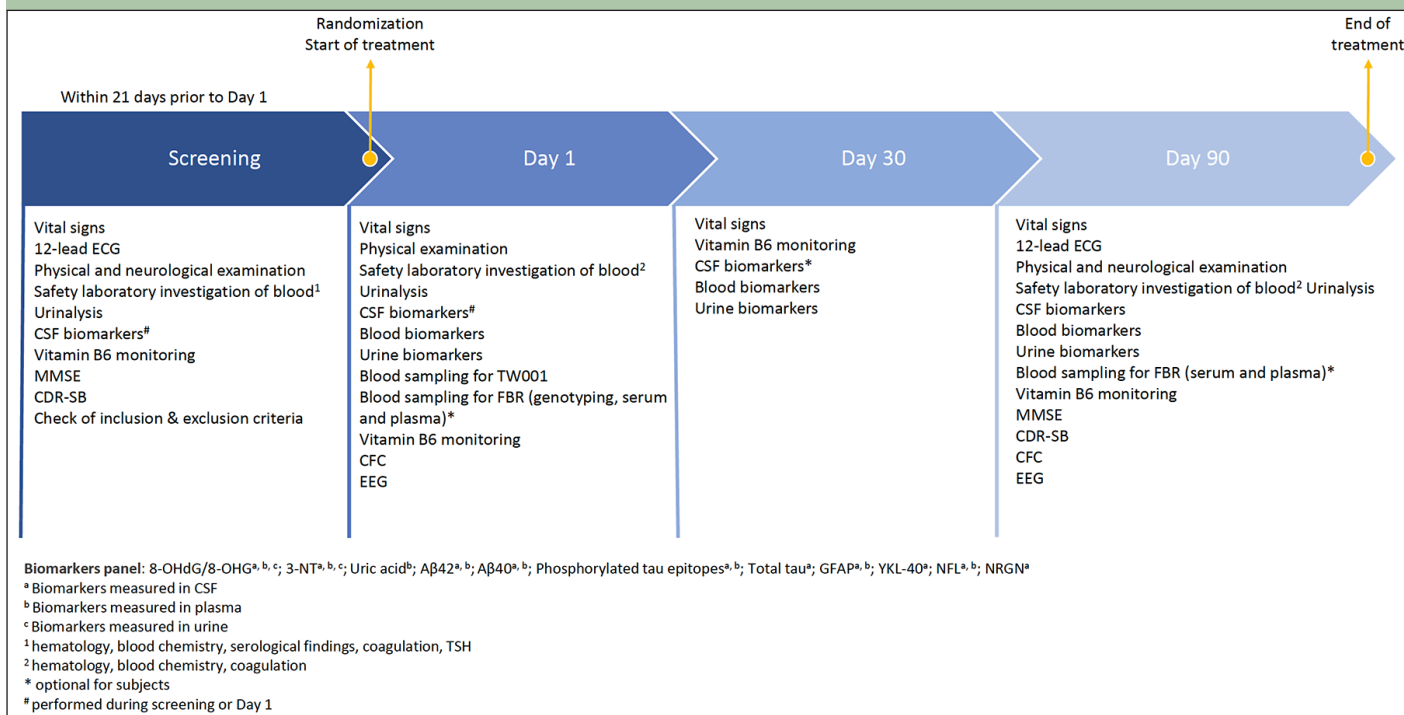 Randomization
Start of treatment
End of
treatment
Within 21 days prior to Day 1
Screening
Day 1
Day 30
Day 90
Vital signs
12-lead ECG
Physical and neurological examination
Safety laboratory investigation of blood¹
Urinalysis
CSF biomarkers#
Vitamin B6 monitoring
MMSE
CDR-SB
Check of inclusion & exclusion criteria
Vital signs
Physical examination
Safety laboratory investigation of blood²
Urinalysis
CSF biomarkers#
Blood biomarkers
Urine biomarkers
Blood sampling for TW001
Blood sampling for FBR (genotyping, serum
and plasma)*
Vitamin B6 monitoring
CFC
EEG
Vital signs
Vitamin B6 monitoring
CSF biomarkers*
Blood biomarkers
Urine biomarkers
Vital signs
12-lead ECG
Physical and neurological examination
Safety laboratory investigation of blood² Urinalysis
CSF biomarkers
Blood biomarkers
Urine biomarkers
Blood sampling for FBR (serum and plasma)*
Vitamin B6 monitoring
MMSE
CDR-SB
CFC
EEG
Biomarkers panel: 8-OHdG/8-OHGᵃ, ᵇ, ᶜ; 3-NTᵃ, ᵇ, ᶜ; Uric acidᵇ; Aβ42ᵃ, ᵇ; Aβ40ᵃ, ᵇ; Phosphorylated tau epitopesᵃ, ᵇ; Total tauᵃ; GFAPᵃ, ᵇ; YKL-40ᵃ; NFLᵃ, ᵇ; NRGNᵃ
ᵃ Biomarkers measured in CSF
ᵇ Biomarkers measured in plasma
ᶜ Biomarkers measured in urine
¹ hematology, blood chemistry, serological findings, coagulation, TSH
² hematology, blood chemistry, coagulation
* optional for subjects
# performed during screening or Day 1